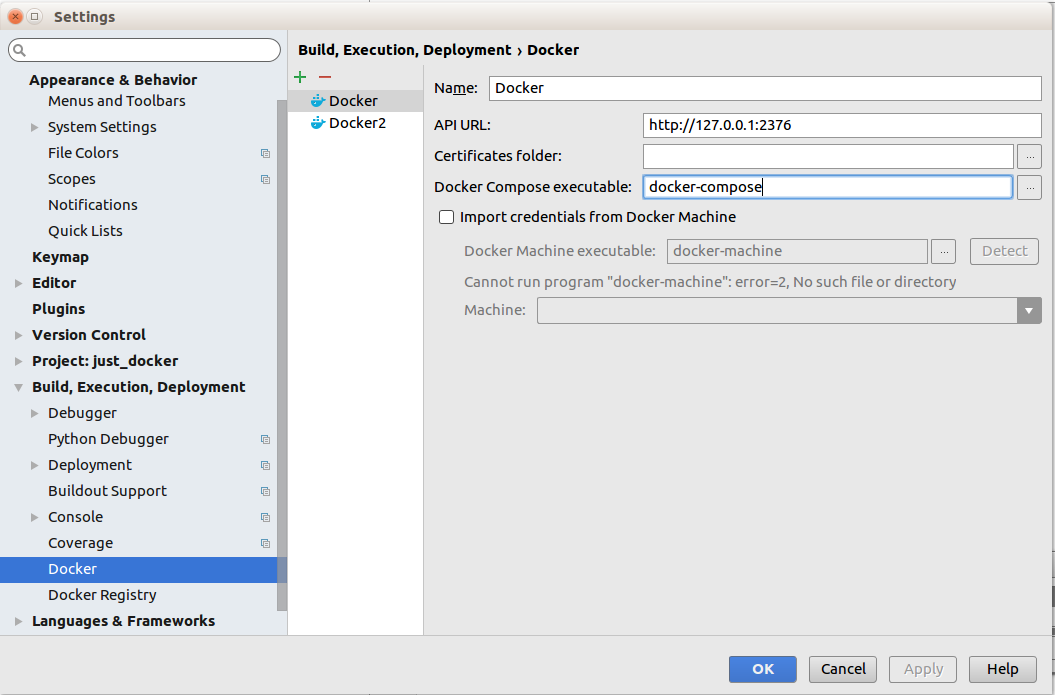 Settings
Appearance & Behavior
Menus and Toolbars
System Settings
File Colors
Scopes
Notifications
Quick Lists
Keymap
Editor
Plugins
Version Control
Project: just_docker
Build, Execution, Deployment
Debugger
Python Debugger
Deployment
Buildout Support
Console
Coverage
Docker
Docker Registry
Languages & Frameworks
Build, Execution, Deployment › Docker
Docker
Docker2
Name: Docker
API URL: http://127.0.0.1:2376
Certificates folder: ...
Docker Compose executable: docker-compose ...
Import credentials from Docker Machine
Docker Machine executable: docker-machine ... Detect
Cannot run program "docker-machine": error=2, No such file or directory
Machine:
OK Cancel Apply Help